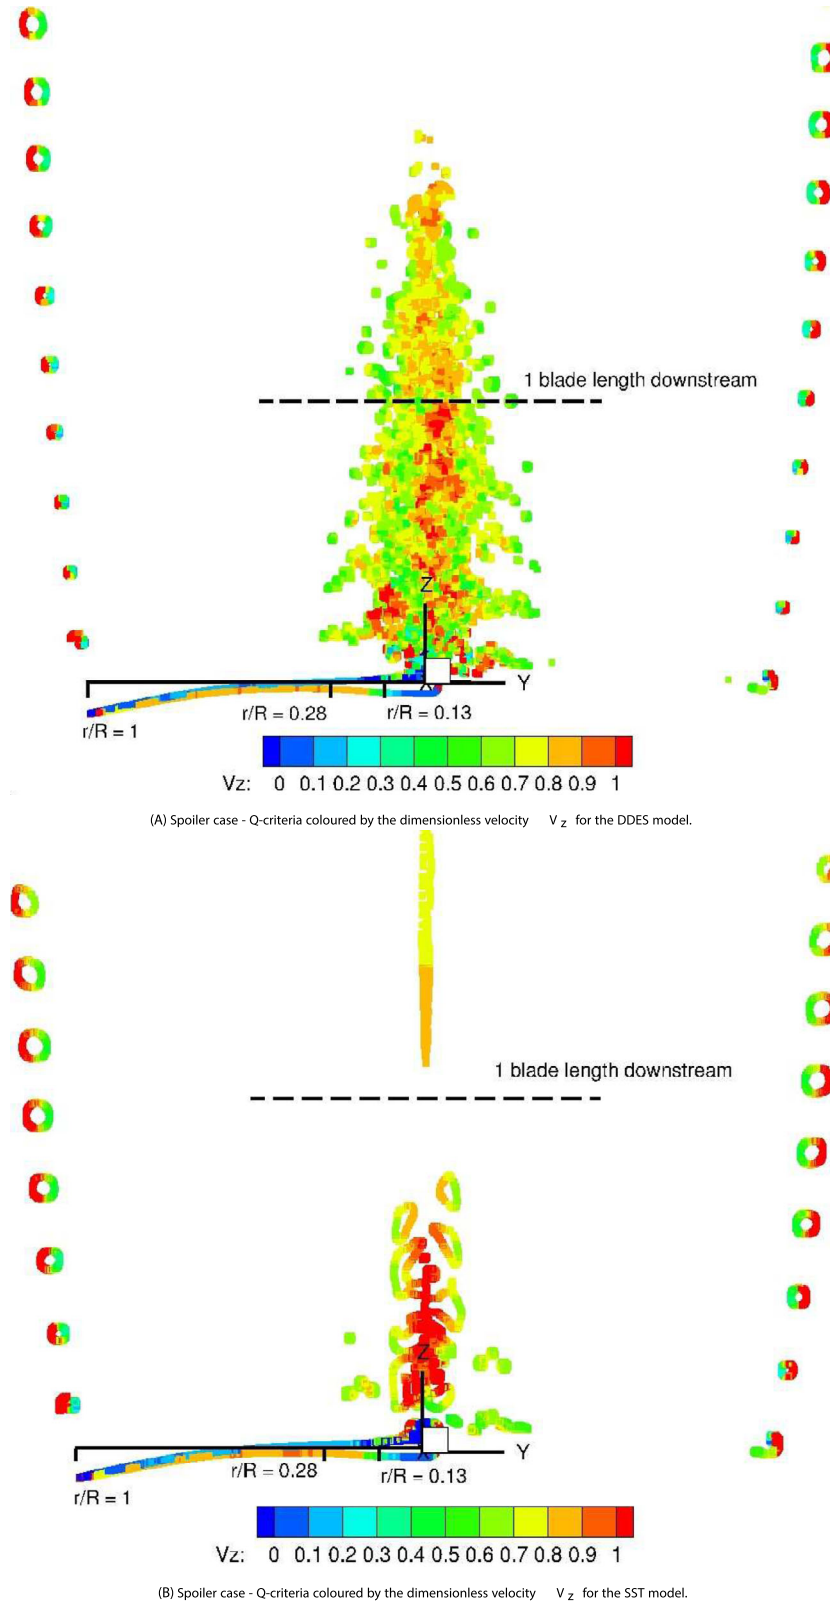 1 blade length downstream
Z
Y
X
r/R = 0.28
r/R = 0.13
r/R = 1
Vz: 0 0.1 0.2 0.3 0.4 0.5 0.6 0.7 0.8 0.9 1
(A) Spoiler case - Q-criteria coloured by the dimensionless velocity V z for the DDES model.
1 blade length downstream
Z
Y
X
r/R = 0.28
r/R = 0.13
r/R = 1
Vz: 0 0.1 0.2 0.3 0.4 0.5 0.6 0.7 0.8 0.9 1
(B) Spoiler case - Q-criteria coloured by the dimensionless velocity V z for the SST model.